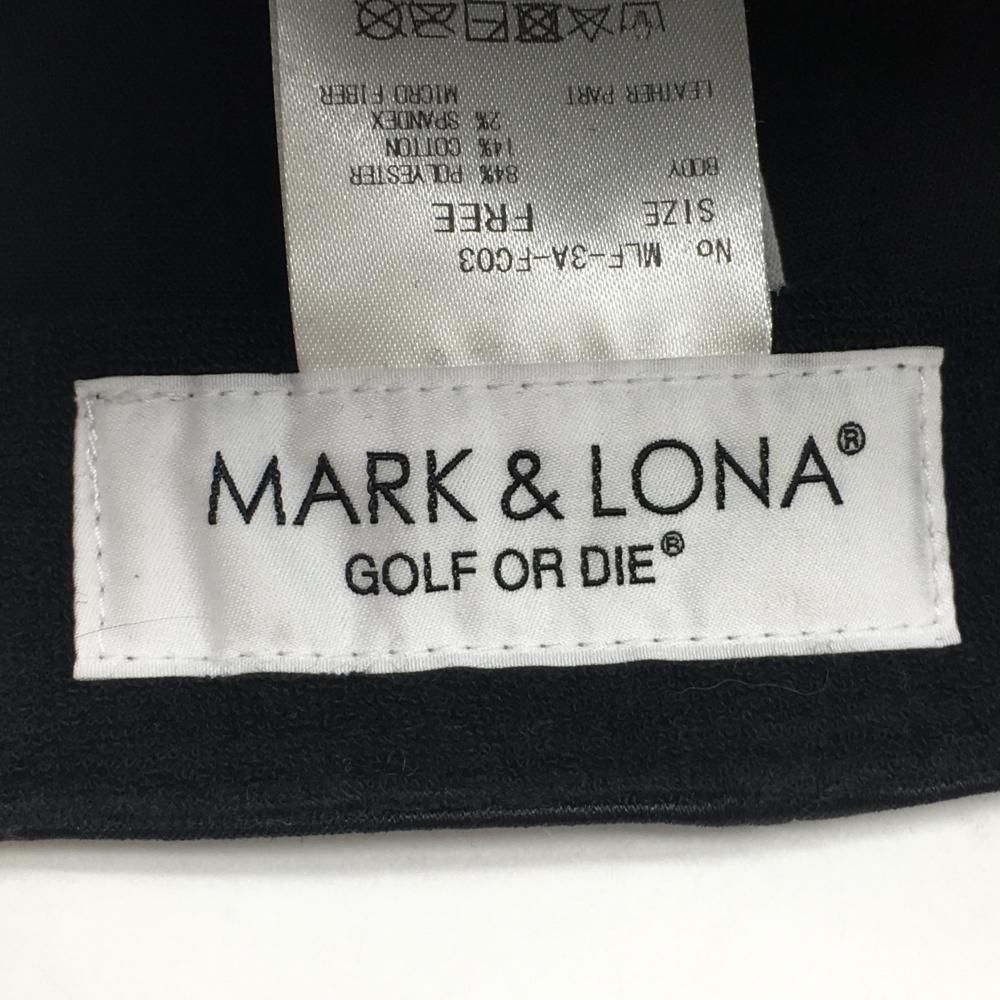 MARK & LONA®
GOLF OR DIE®
No MLF-3A-FC03
SIZE FREE
BODY 84% POLYESTER
14% COTTON
2% SPANDEX
LEATHER PART MICRO FIBER